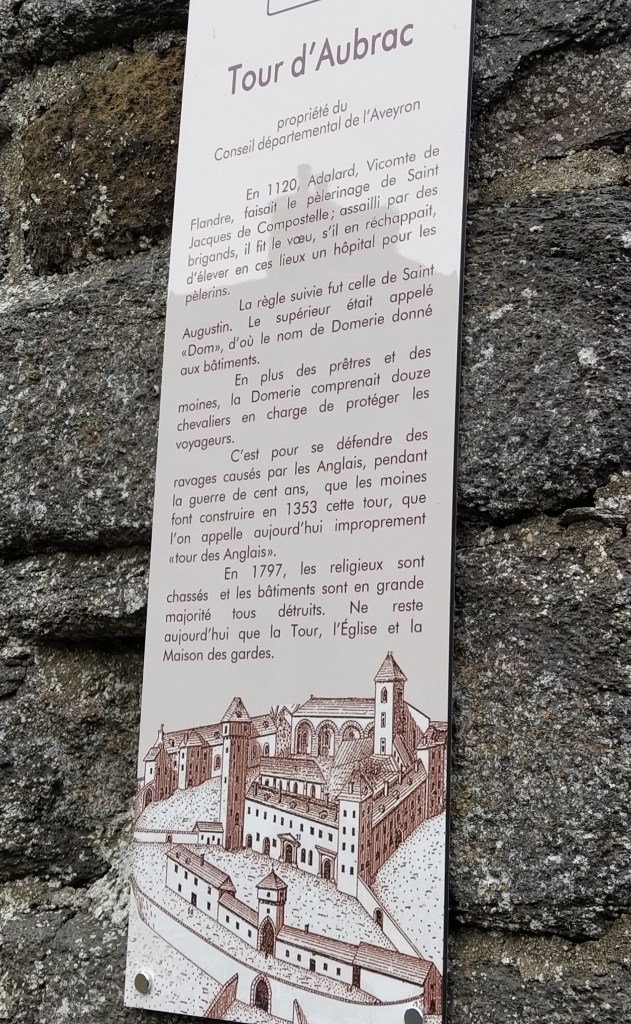 Tour d'Aubrac
propriété du
Conseil départemental de l'Aveyron
En 1120, Adalard, Vicomte de
Flandre, faisait le pèlerinage de Saint
Jacques de Compostelle; assailli par des
brigands, il fit le vœu, s'il en réchappait,
d'élever en ces lieux un hôpital pour les
pèlerins.
La règle suivie fut celle de Saint
Augustin. Le supérieur était appelé
«Dom», d'où le nom de Domerie donné
aux bâtiments.
En plus des prêtres et des
moines, la Domerie comprenait douze
chevaliers en charge de protéger les
voyageurs.
C'est pour se défendre des
ravages causés par les Anglais, pendant
la guerre de cent ans, que les moines
font construire en 1353 cette tour, que
l'on appelle aujourd'hui improprement
«tour des Anglais».
En 1797, les religieux sont
chassés et les bâtiments sont en grande
majorité tous détruits. Ne reste
aujourd'hui que la Tour, l'Église et la
Maison des gardes.